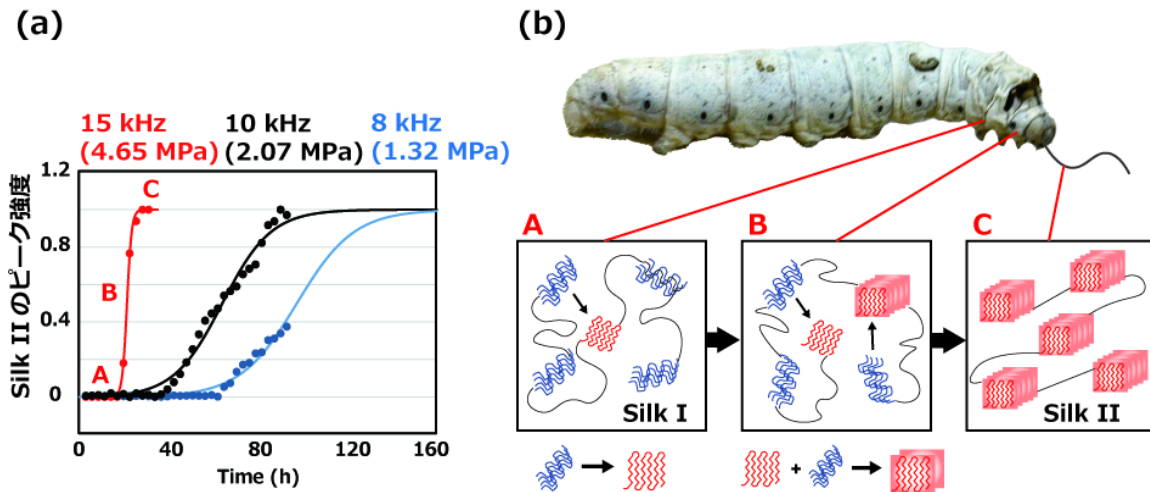 (a)
15 kHz 10 kHz 8 kHz
(4.65 MPa) (2.07 MPa) (1.32 MPa)
Silk II のピーク強度
1.2
0.8
0.4
0
A
B
C
40 80 120 160
Time (h)
(b)
A B C
Silk I
Silk II
+